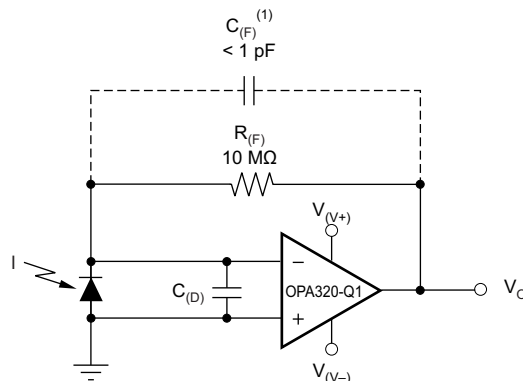 C(F)(1)
< 1 pF
R(F)
10 MΩ
V(V+)
I
−
OPA320-Q1
C(D)
+
VO
V(V–)